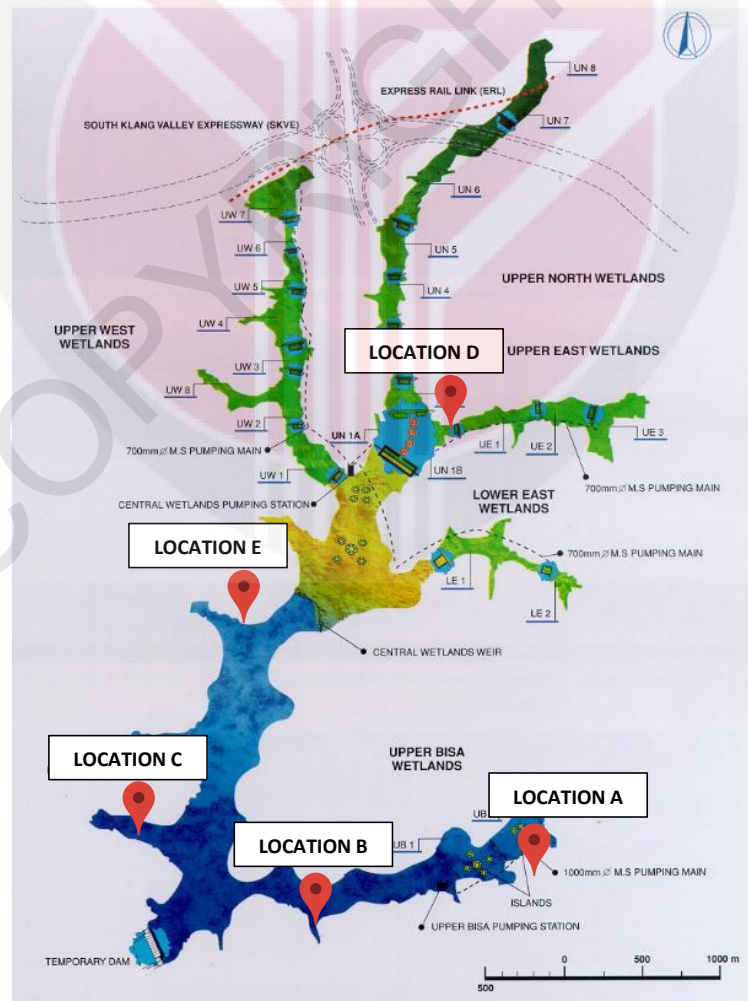 UN 8
EXPRESS RAIL LINK (ERL)
SOUTH KLANG VALLEY EXPRESSWAY (SKVE)
UN 7
UN 6
UW 7
UW 6
UN 5
UPPER NORTH WETLANDS
UW 5
UN 4
UPPER WEST
WETLANDS
UW 4
LOCATION D
UPPER EAST WETLANDS
UW 3
UW 8
UW 2
UN 1A
UE 1
UE 2
UE 3
700mm Ø M.S PUMPING MAIN
UW 1
UN 1B
700mm Ø M.S PUMPING MAIN
CENTRAL WETLANDS PUMPING STATION
LOWER EAST
WETLANDS
LOCATION E
700mm Ø M.S PUMPING MAIN
LE 1
LE 2
CENTRAL WETLANDS WEIR
UPPER BISA
WETLANDS
LOCATION C
LOCATION A
UB
LOCATION B
UB 1
1000mm Ø M.S PUMPING MAIN
ISLANDS
UPPER BISA PUMPING STATION
TEMPORARY DAM
500
0
500
1000 m
COPYRIGHT